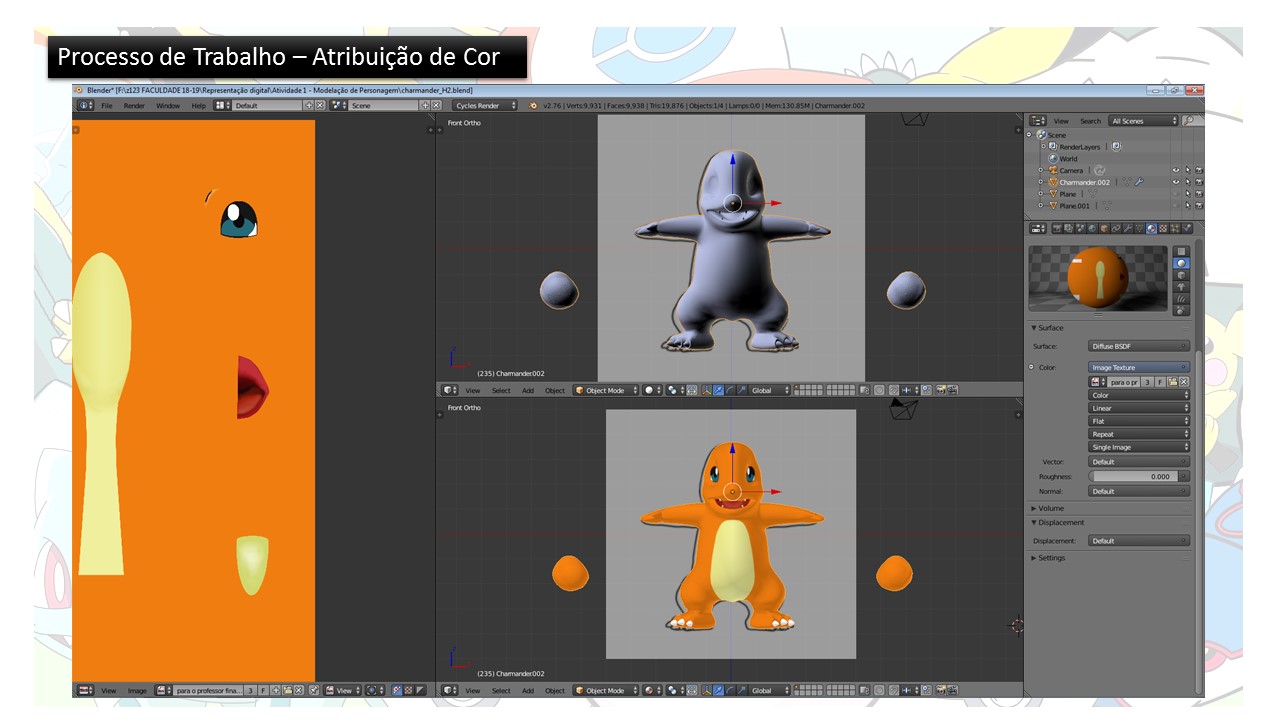 Processo de Trabalho – Atribuição de Cor
Blender* [F:\z123 FACULDADE 18-19\Representação digital\Atividade 1 - Modelação de Personagem\charmander_H2.blend]
File Render Window Help Default Scene Cycles Render v2.76 | Verts:9,931 | Faces:9,938 | Tris:19,876 | Objects:1/4 | Lamps:0/0 | Mem:130.85M | Charmander.002
View Search All Scenes
Front Ortho
Scene
RenderLayers
World
Camera
Charmander.002
Plane
Plane.001
Surface
Surface: Diffuse BSDF
Color: Image Texture
para o pr 3 F
Color
Linear
Flat
Repeat
Single Image
Vector: Default
Roughness: 0.000
Normal: Default
Volume
Displacement
Displacement: Default
Settings
(235) Charmander.002
View Select Add Object Object Mode Global
Front Ortho
(235) Charmander.002
View Image para o professor fina... 3 F View
View Select Add Object Object Mode Global